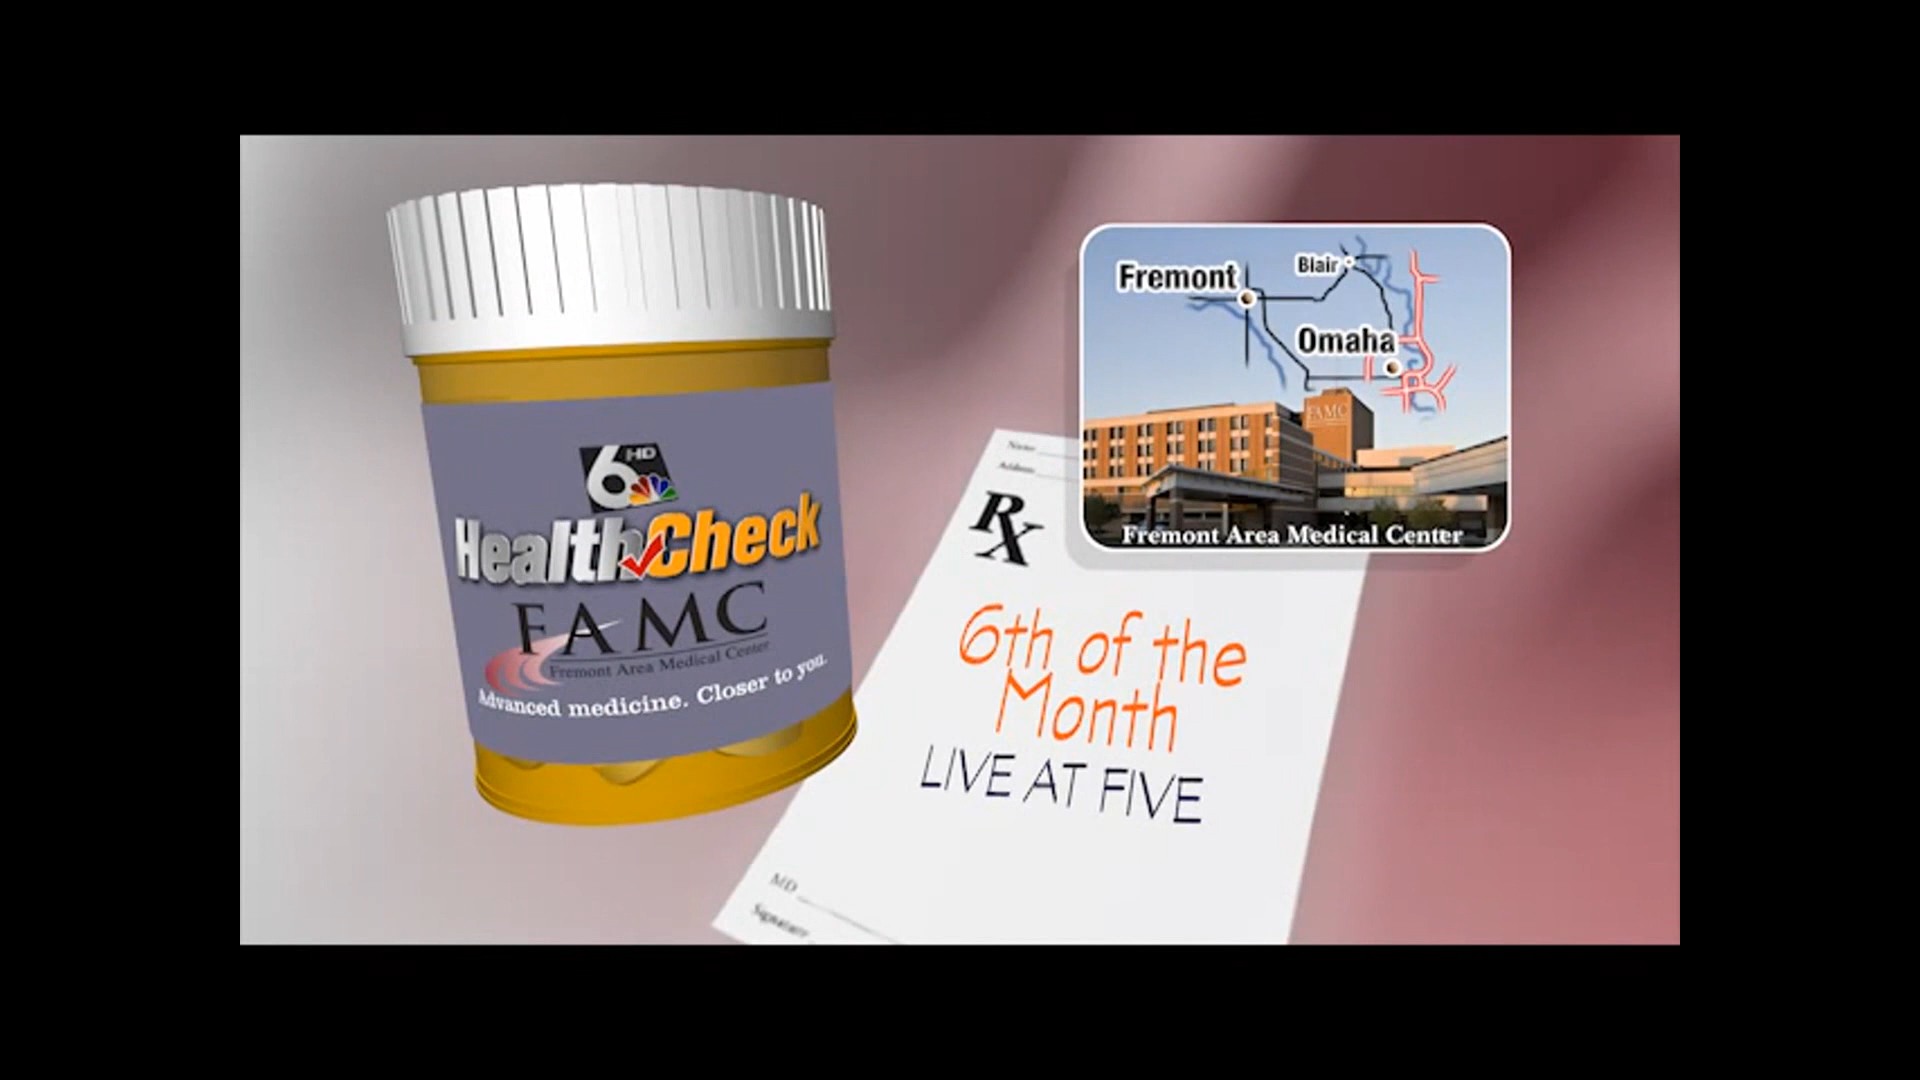 6 HD
HealthCheck
FAMC
Fremont Area Medical Center
Advanced medicine. Closer to you.
Fremont
Blair
Omaha
FAMC
Fremont Area Medical Center
Name
Address
RX
6th of the
Month
LIVE AT FIVE
MD
Signature